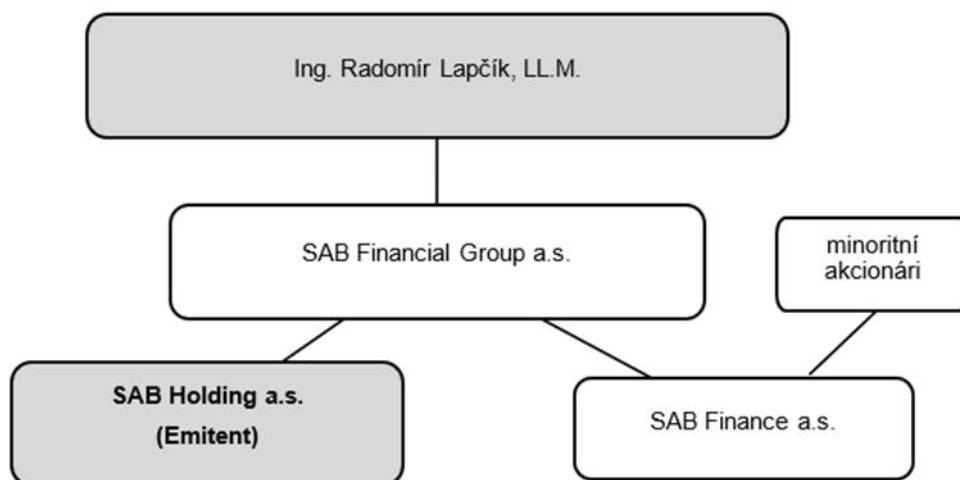 Ing. Radomír Lapčík, LL.M.
SAB Financial Group a.s.
minoritní
akcionári
SAB Holding a.s.
(Emitent)
SAB Finance a.s.